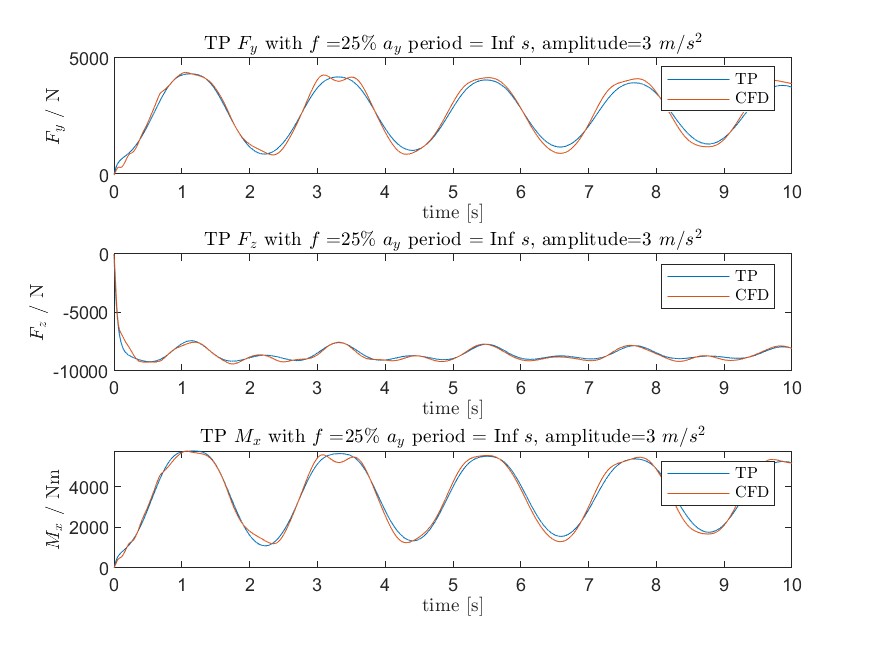 TP F_y with f =25% a_y period = Inf s, amplitude=3 m/s^2
5000
0
F_y / N
TP
CFD
0 1 2 3 4 5 6 7 8 9 10
time [s]
TP F_z with f =25% a_y period = Inf s, amplitude=3 m/s^2
0
-5000
-10000
F_z / N
TP
CFD
0 1 2 3 4 5 6 7 8 9 10
time [s]
TP M_x with f =25% a_y period = Inf s, amplitude=3 m/s^2
4000
2000
0
M_x / Nm
TP
CFD
0 1 2 3 4 5 6 7 8 9 10
time [s]